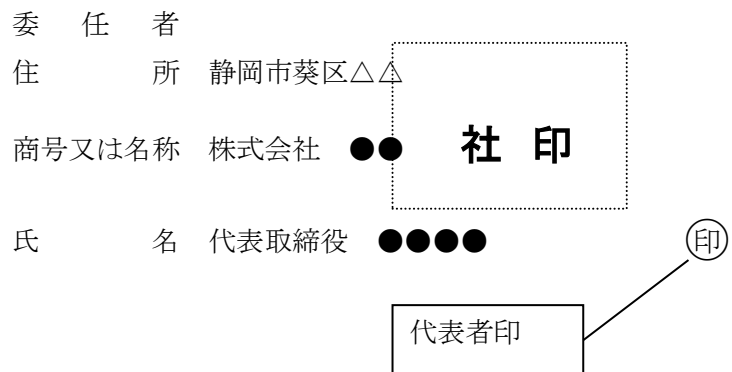 委 任 者
住 所 静岡市葵区△△
社 印
商号又は名称 株式会社 ●●
氏 名 代表取締役 ●●●● 印
代表者印